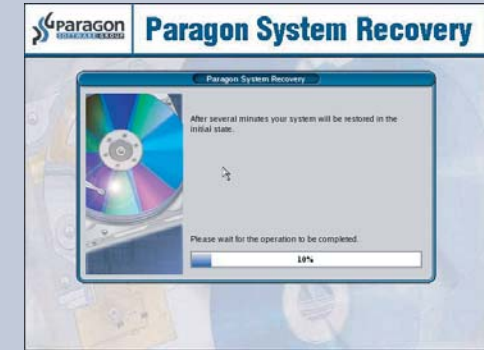 Paragon
SOFTWARE GROUP
Paragon System Recovery
Paragon System Recovery
After several minutes your system will be restored in the
initial state.
Please wait for the operation to be completed.
10%